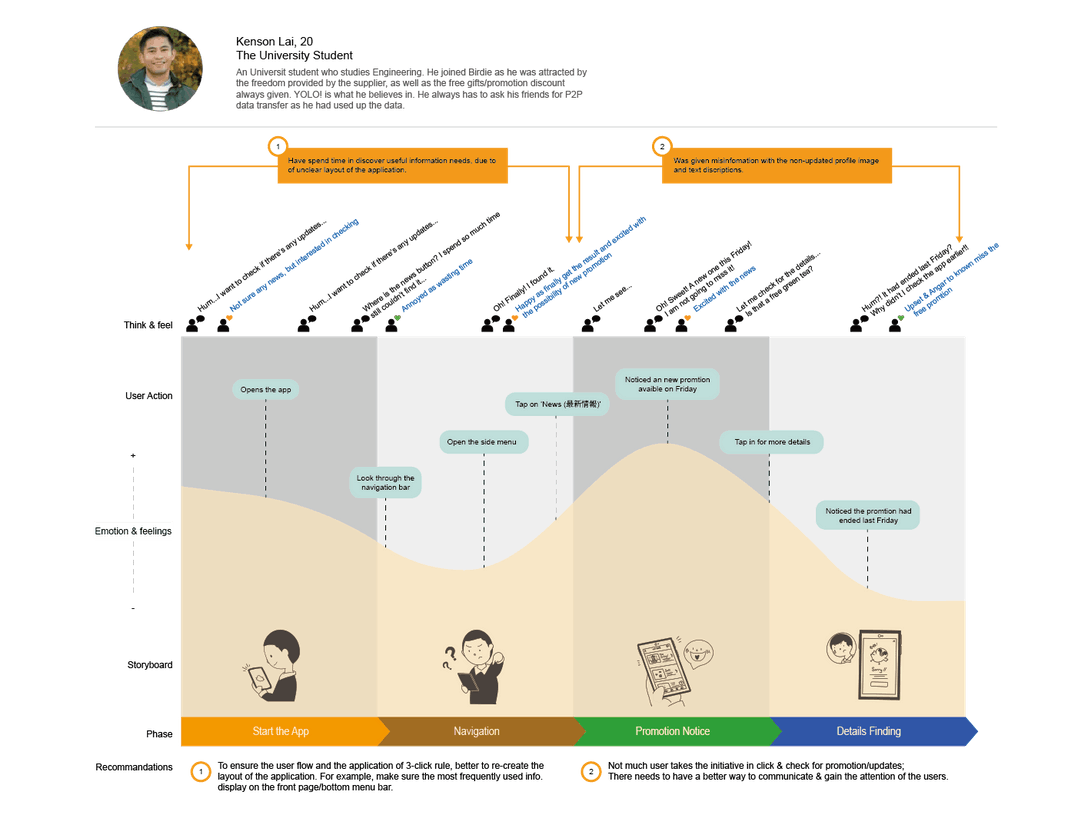 Kenson Lai, 20
The University Student
An Universit student who studies Engineering. He joined Birdie as he was attracted by
the freedom provided by the supplier, as well as the free gifts/promotion discount
always given. YOLO! is what he believes in. He always has to ask his friends for P2P
data transfer as he had used up the data.
1
Have spend time in discover useful information needs, due to
of unclear layout of the application.
2
Was given misinfomation with the non-updated profile image
and text discriptions.
Think & feel
Hum...I want to check if there's any updates...
Not sure any news, but interested in checking
Hum...I want to check if there's any updates...
Where is the news button? I spend so much time
still couldn't find it...
Annoyed as wasting time
Oh! Finally! I found it.
Happy as finally get the result and excited with
the possibility of new promotion
Let me see...
Oh! Sweat! A new one this Friday!
I am not going to miss it!
Excited with the news
Let me check for the details...
Is that a free green tea?
Hum?! It had ended last Friday?
Why didn't I check the app earlier!!
Upset & Angar to known miss the
free promtion
User Action
Opens the app
Look through the
navigation bar
Open the side menu
Tap on 'News (最新情報)'
Noticed an new promtion
avaible on Friday
Tap in for more details
Noticed the promtion had
ended last Friday
+
Emotion & feelings
-
Storyboard
Sorry!!
Phase
Start the App
Navigation
Promotion Notice
Details Finding
Recommandations
1
To ensure the user flow and the application of 3-click rule, better to re-create the
layout of the application. For example, make sure the most frequently used info.
display on the front page/bottom menu bar.
2
Not much user takes the initiative in click & check for promotion/updates;
There needs to have a better way to communicate & gain the attention of the users.